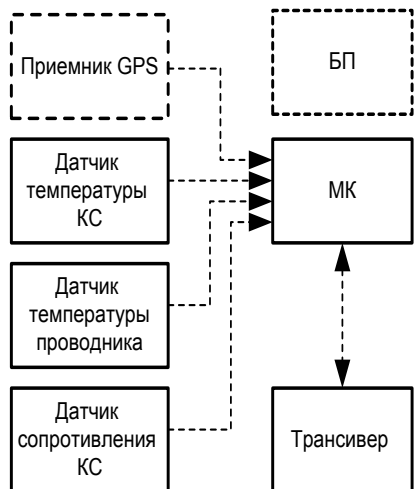 Приемник GPS
БП
Датчик
температуры
КС
МК
Датчик
температуры
проводника
Датчик
сопротивления
КС
Трансивер